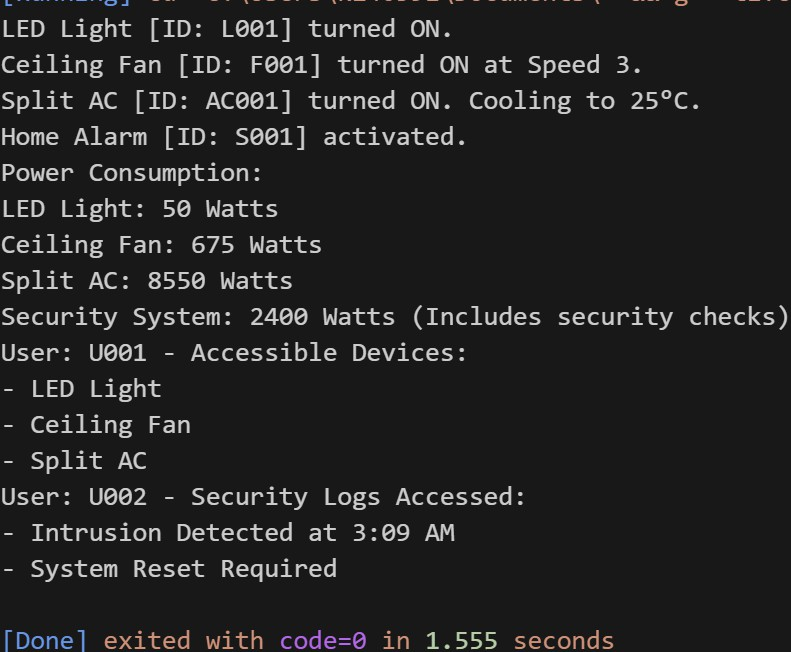 LED Light [ID: L001] turned ON.
Ceiling Fan [ID: F001] turned ON at Speed 3.
Split AC [ID: AC001] turned ON. Cooling to 25°C.
Home Alarm [ID: S001] activated.
Power Consumption:
LED Light: 50 Watts
Ceiling Fan: 675 Watts
Split AC: 8550 Watts
Security System: 2400 Watts (Includes security checks)
User: U001 - Accessible Devices:
- LED Light
- Ceiling Fan
- Split AC
User: U002 - Security Logs Accessed:
- Intrusion Detected at 3:09 AM
- System Reset Required
[Done] exited with code=0 in 1.555 seconds